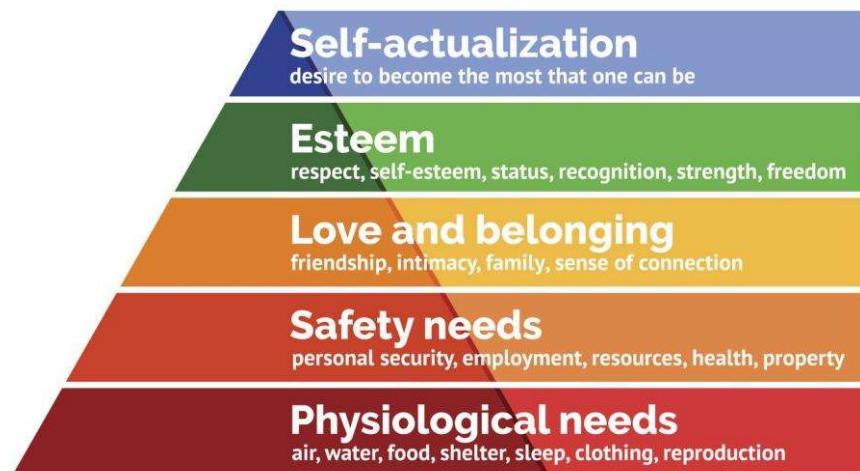 Self-actualization
desire to become the most that one can be
Esteem
respect, self-esteem, status, recognition, strength, freedom
Love and belonging
friendship, intimacy, family, sense of connection
Safety needs
personal security, employment, resources, health, property
Physiological needs
air, water, food, shelter, sleep, clothing, reproduction